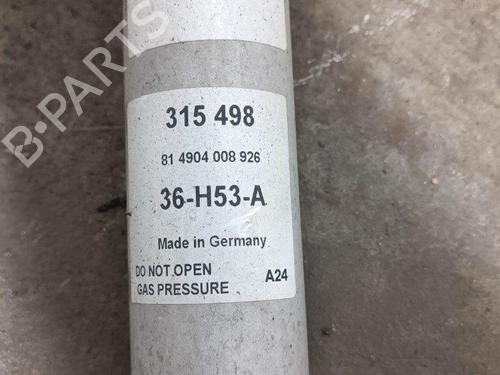 B-PARTS
315 498
81 4904 008 926
36-H53-A
Made in Germany
DO NOT OPEN
GAS PRESSURE A24